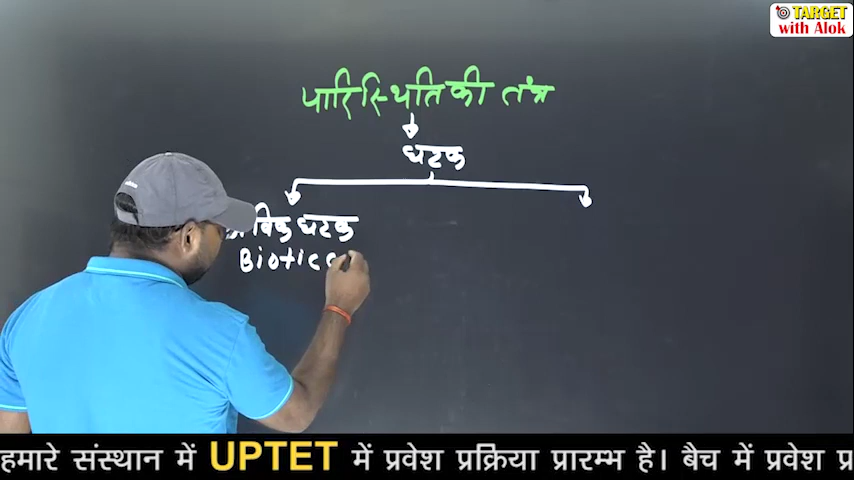 TARGET
with Alok
पारिस्थितिकी तंत्र
घटक
घटक
Biotic
हमारे संस्थान में UPTET में प्रवेश प्रक्रिया प्रारम्भ है। बैच में प्रवेश